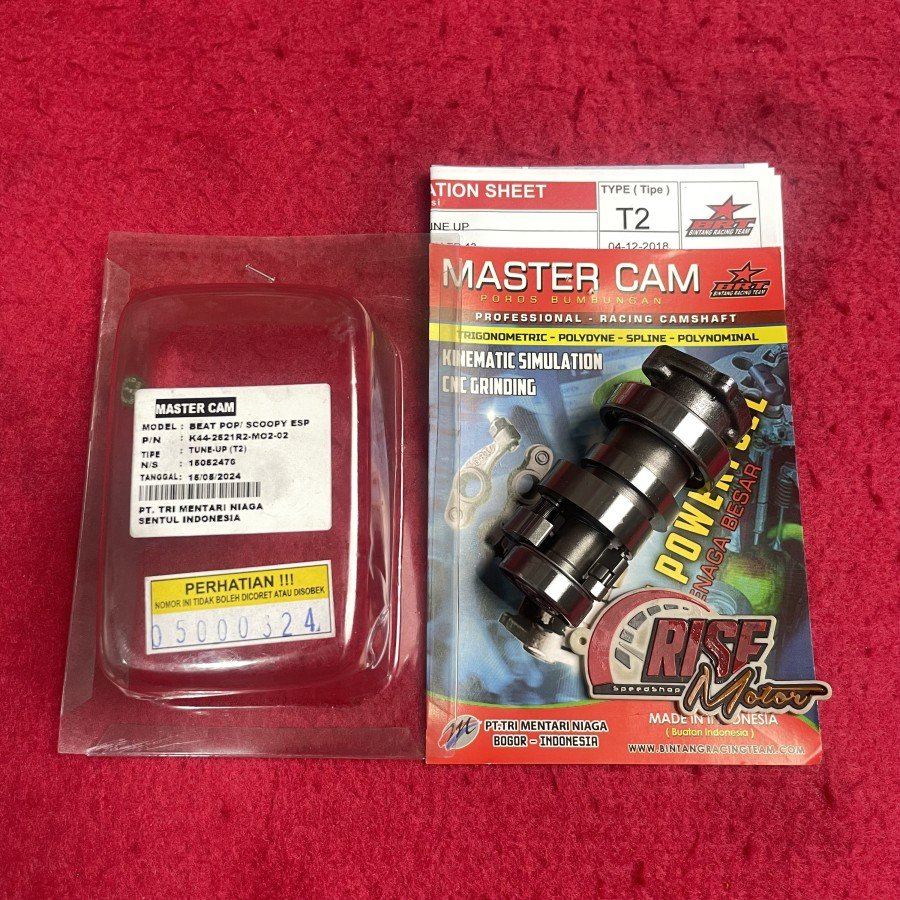 MASTER CAM
MODEL : BEAT POP/ SCOOPY ESP
P/N : K44-2521R2-MO2-02
TIPE : TUNE-UP (T2)
N/S : 15052476
TANGGAL : 15/05/2024
PT. TRI MENTARI NIAGA
SENTUL INDONESIA
PERHATIAN !!!
NOMOR INI TIDAK BOLEH DICORET ATAU DISOBEK
05000324
ATION SHEET
si
TYPE ( Tipe )
T2
UNE UP
04-12-2018
BRT
BINTANG RACING TEAM
MASTER CAM
POROS BUMBUNGAN
BRT
BINTANG RACING TEAM
PROFESSIONAL - RACING CAMSHAFT
TRIGONOMETRIC - POLYDYNE - SPLINE - POLYNOMINAL
KINEMATIC SIMULATION
CNC GRINDING
BESAR
RISE
SpeedShop
Motor
PT.TRI MENTARI NIAGA
BOGOR - INDONESIA
MADE IN INDONESIA
( Buatan Indonesia )
WWW.BINTANGRACINGTEAM.COM